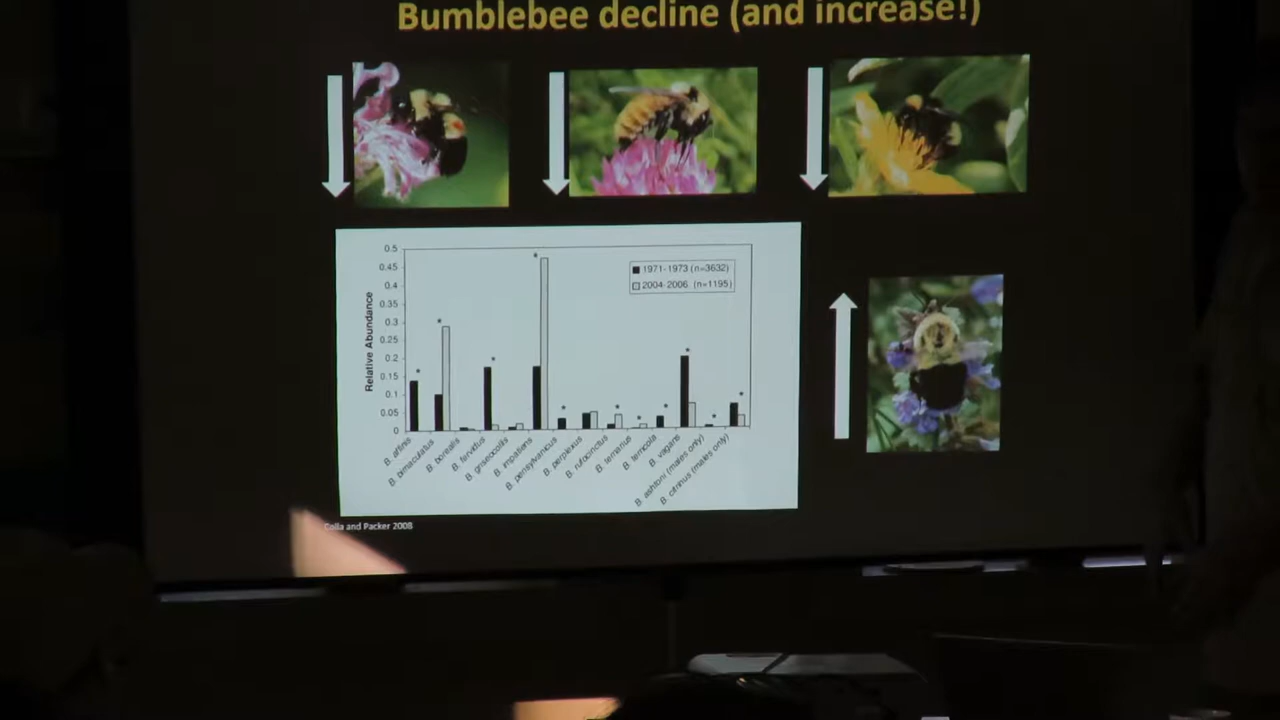 Bumblebee decline (and increase!)
0.5
0.45
0.4
0.35
0.3
0.25
0.2
0.15
0.1
0.05
0
Relative Abundance
1971-1973 (n=3632)
2004-2006 (n=1195)
* * * * * * * * * * *
B. affinis
B. bimaculatus
B. borealis
B. fervidus
B. griseocollis
B. impatiens
B. pensylvanicus
B. perplexus
B. rufocinctus
B. ternarius
B. terricola
B. vagans
B. ashtoni (males only)
B. citrinus (males only)
Colla and Packer 2008